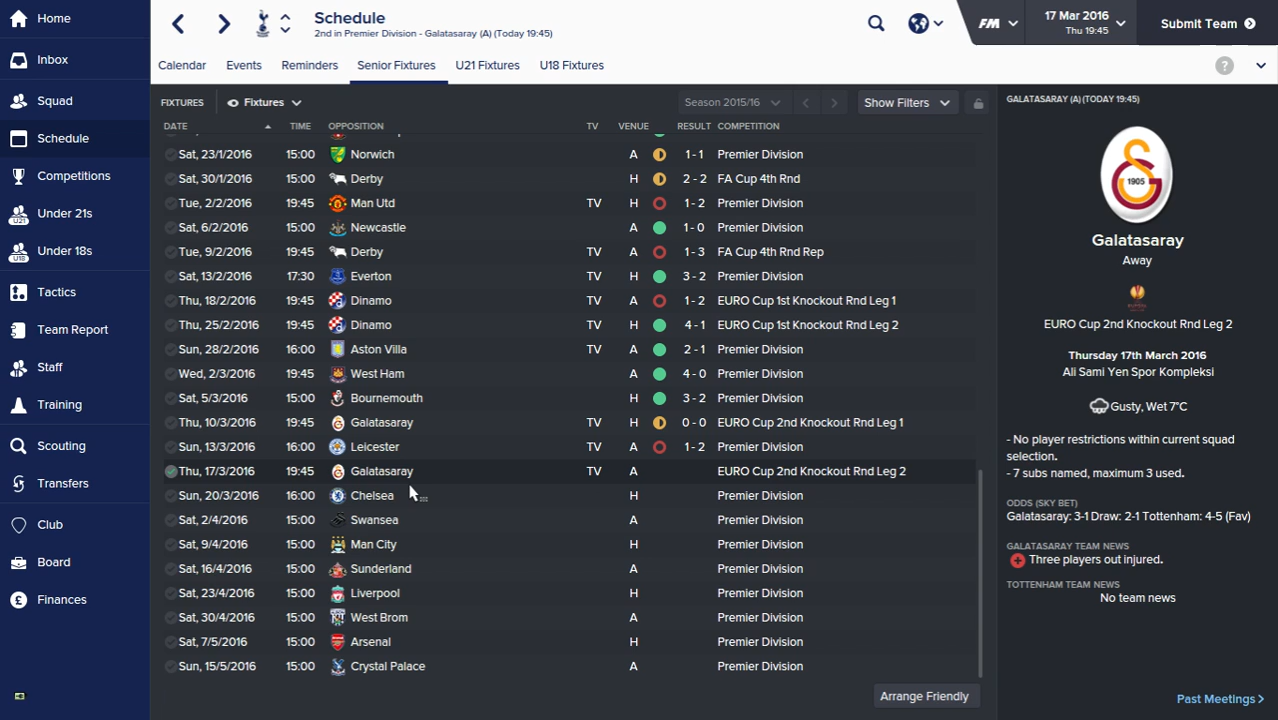 Home
Inbox
Squad
Schedule
Competitions
Under 21s
Under 18s
Tactics
Team Report
Staff
Training
Scouting
Transfers
Club
Board
Finances
Schedule
2nd in Premier Division - Galatasaray (A) (Today 19:45)
FM
17 Mar 2016
Thu 19:45
Submit Team
Calendar Events Reminders Senior Fixtures U21 Fixtures U18 Fixtures
?
FIXTURES Fixtures Season 2015/16 Show Filters
DATE TIME OPPOSITION TV VENUE RESULT COMPETITION
Sat, 23/1/2016 15:00 Norwich A 1-1 Premier Division
Sat, 30/1/2016 15:00 Derby H 2-2 FA Cup 4th Rnd
Tue, 2/2/2016 19:45 Man Utd TV H 1-2 Premier Division
Sat, 6/2/2016 15:00 Newcastle A 1-0 Premier Division
Tue, 9/2/2016 19:45 Derby TV A 1-3 FA Cup 4th Rnd Rep
Sat, 13/2/2016 17:30 Everton TV H 3-2 Premier Division
Thu, 18/2/2016 19:45 Dinamo TV A 1-2 EURO Cup 1st Knockout Rnd Leg 1
Thu, 25/2/2016 19:45 Dinamo TV H 4-1 EURO Cup 1st Knockout Rnd Leg 2
Sun, 28/2/2016 16:00 Aston Villa TV A 2-1 Premier Division
Wed, 2/3/2016 19:45 West Ham A 4-0 Premier Division
Sat, 5/3/2016 15:00 Bournemouth H 3-2 Premier Division
Thu, 10/3/2016 19:45 Galatasaray TV H 0-0 EURO Cup 2nd Knockout Rnd Leg 1
Sun, 13/3/2016 16:00 Leicester TV A 1-2 Premier Division
Thu, 17/3/2016 19:45 Galatasaray TV A EURO Cup 2nd Knockout Rnd Leg 2
Sun, 20/3/2016 16:00 Chelsea H Premier Division
Sat, 2/4/2016 15:00 Swansea A Premier Division
Sat, 9/4/2016 15:00 Man City H Premier Division
Sat, 16/4/2016 15:00 Sunderland A Premier Division
Sat, 23/4/2016 15:00 Liverpool H Premier Division
Sat, 30/4/2016 15:00 West Brom A Premier Division
Sat, 7/5/2016 15:00 Arsenal H Premier Division
Sun, 15/5/2016 15:00 Crystal Palace A Premier Division
Arrange Friendly
GALATASARAY (A) (TODAY 19:45)
1905
Galatasaray
Away
EURO Cup 2nd Knockout Rnd Leg 2
Thursday 17th March 2016
Ali Sami Yen Spor Kompleksi
Gusty, Wet 7°C
- No player restrictions within current squad
selection.
- 7 subs named, maximum 3 used.
ODDS (SKY BET)
Galatasaray: 3-1 Draw: 2-1 Tottenham: 4-5 (Fav)
GALATASARAY TEAM NEWS
Three players out injured.
TOTTENHAM TEAM NEWS
No team news
Past Meetings >